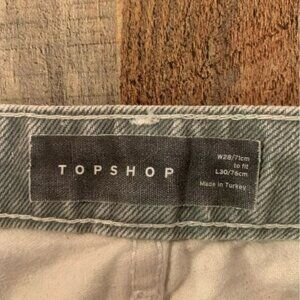 TOPSHOP
W28/71cm
to fit
L30/76cm
Made in Turkey